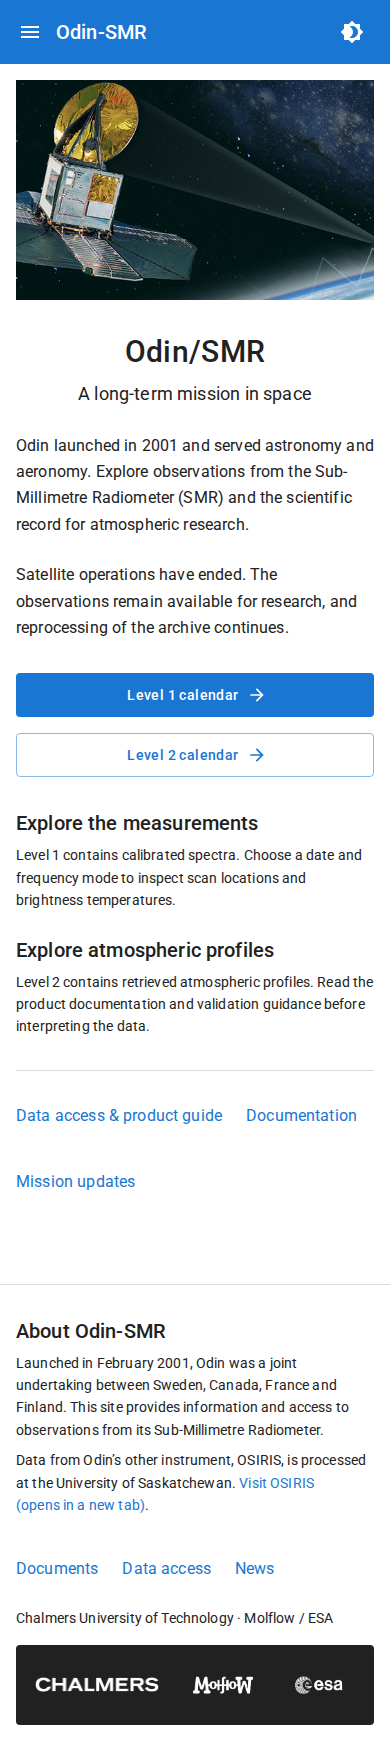 Odin-SMR
Odin/SMR
A long-term mission in space
Odin launched in 2001 and served astronomy and
aeronomy. Explore observations from the Sub-
Millimetre Radiometer (SMR) and the scientific
record for atmospheric research.
Satellite operations have ended. The
observations remain available for research, and
reprocessing of the archive continues.
Level 1 calendar
Level 2 calendar
Explore the measurements
Level 1 contains calibrated spectra. Choose a date and
frequency mode to inspect scan locations and
brightness temperatures.
Explore atmospheric profiles
Level 2 contains retrieved atmospheric profiles. Read the
product documentation and validation guidance before
interpreting the data.
Data access & product guide Documentation
Mission updates
About Odin-SMR
Launched in February 2001, Odin was a joint
undertaking between Sweden, Canada, France and
Finland. This site provides information and access to
observations from its Sub-Millimetre Radiometer.
Data from Odin’s other instrument, OSIRIS, is processed
at the University of Saskatchewan. Visit OSIRIS
(opens in a new tab).
Documents Data access News
Chalmers University of Technology · Molflow / ESA
CHALMERS MolfloW esa